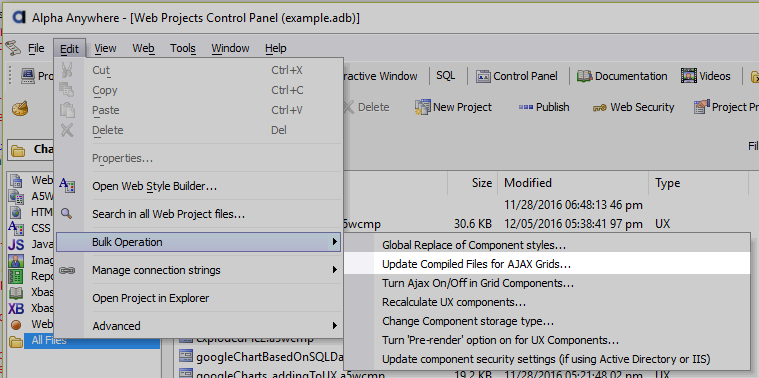 Alpha Anywhere - [Web Projects Control Panel (example.adb)]
File Edit View Web Tools Window Help
Cut Ctrl+X
Copy Ctrl+C
Paste Ctrl+V
Delete Del
Properties...
Open Web Style Builder...
Search in all Web Project files...
Bulk Operation
Manage connection strings
Open Project in Explorer
Advanced
Global Replace of Component styles...
Update Compiled Files for AJAX Grids...
Turn Ajax On/Off in Grid Components...
Recalculate UX components...
Change Component storage type...
Turn 'Pre-render' option on for UX Components...
Update component security settings (if using Active Directory or IIS)
Interactive Window SQL Control Panel Documentation Videos
Delete New Project Publish Web Security Project Pr
Size Modified Type
11/28/2016 06:48:13 46 pm
a5wcmp 30.6 KB 12/05/2016 05:38:41 97 pm UX
Web
A5W
HTM
CSS
JS Java
Imag
Repo
Xbas
XB Xbas
Web
All Files
googleChartBasedOnSQLDa
googleCharts_addingToUX.a5wcmp 19.2 KB 11/28/2016 05:21:48 02 pm